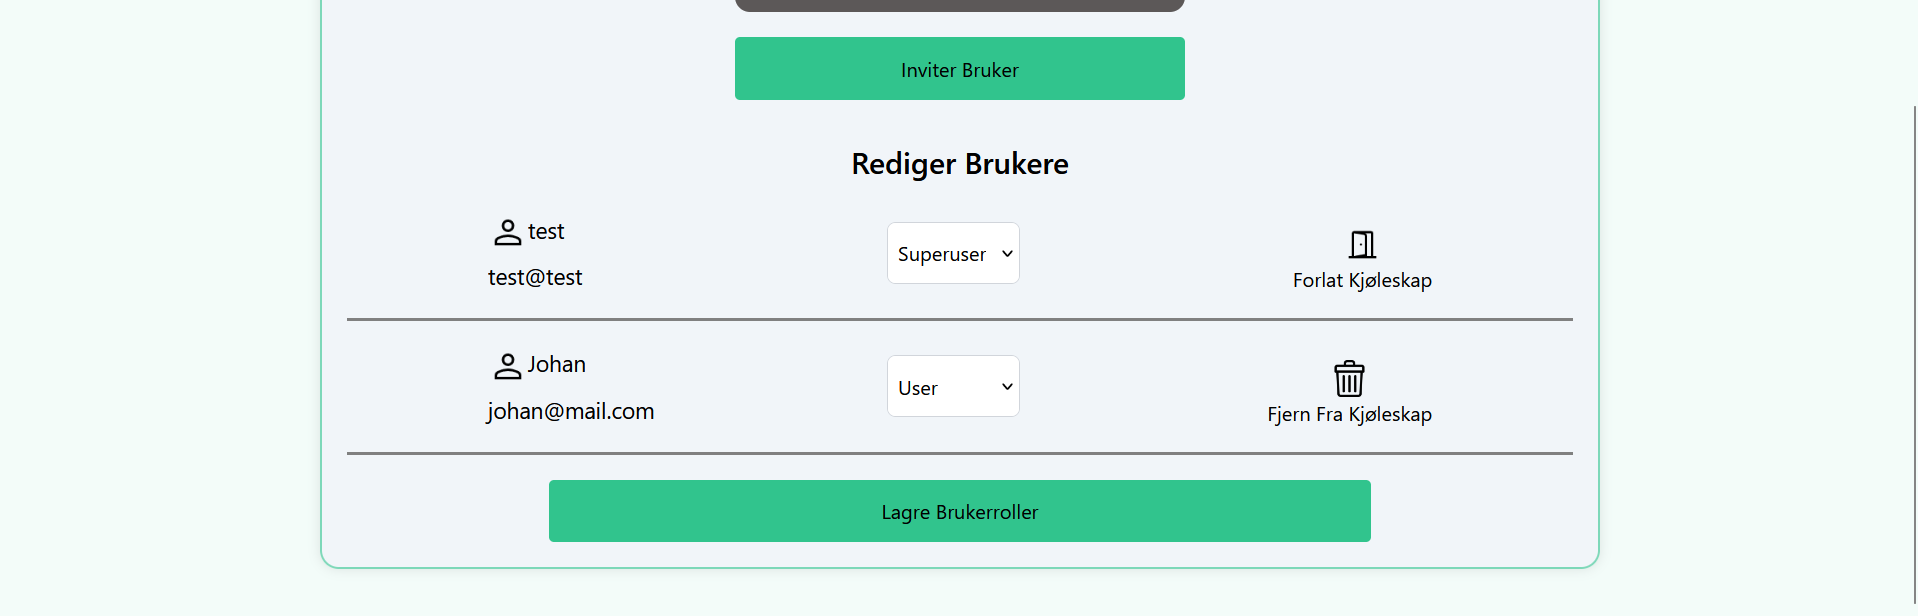 Inviter Bruker
Rediger Brukere
test
test@test
Superuser
Forlat Kjøleskap
Johan
johan@mail.com
User
Fjern Fra Kjøleskap
Lagre Brukerroller